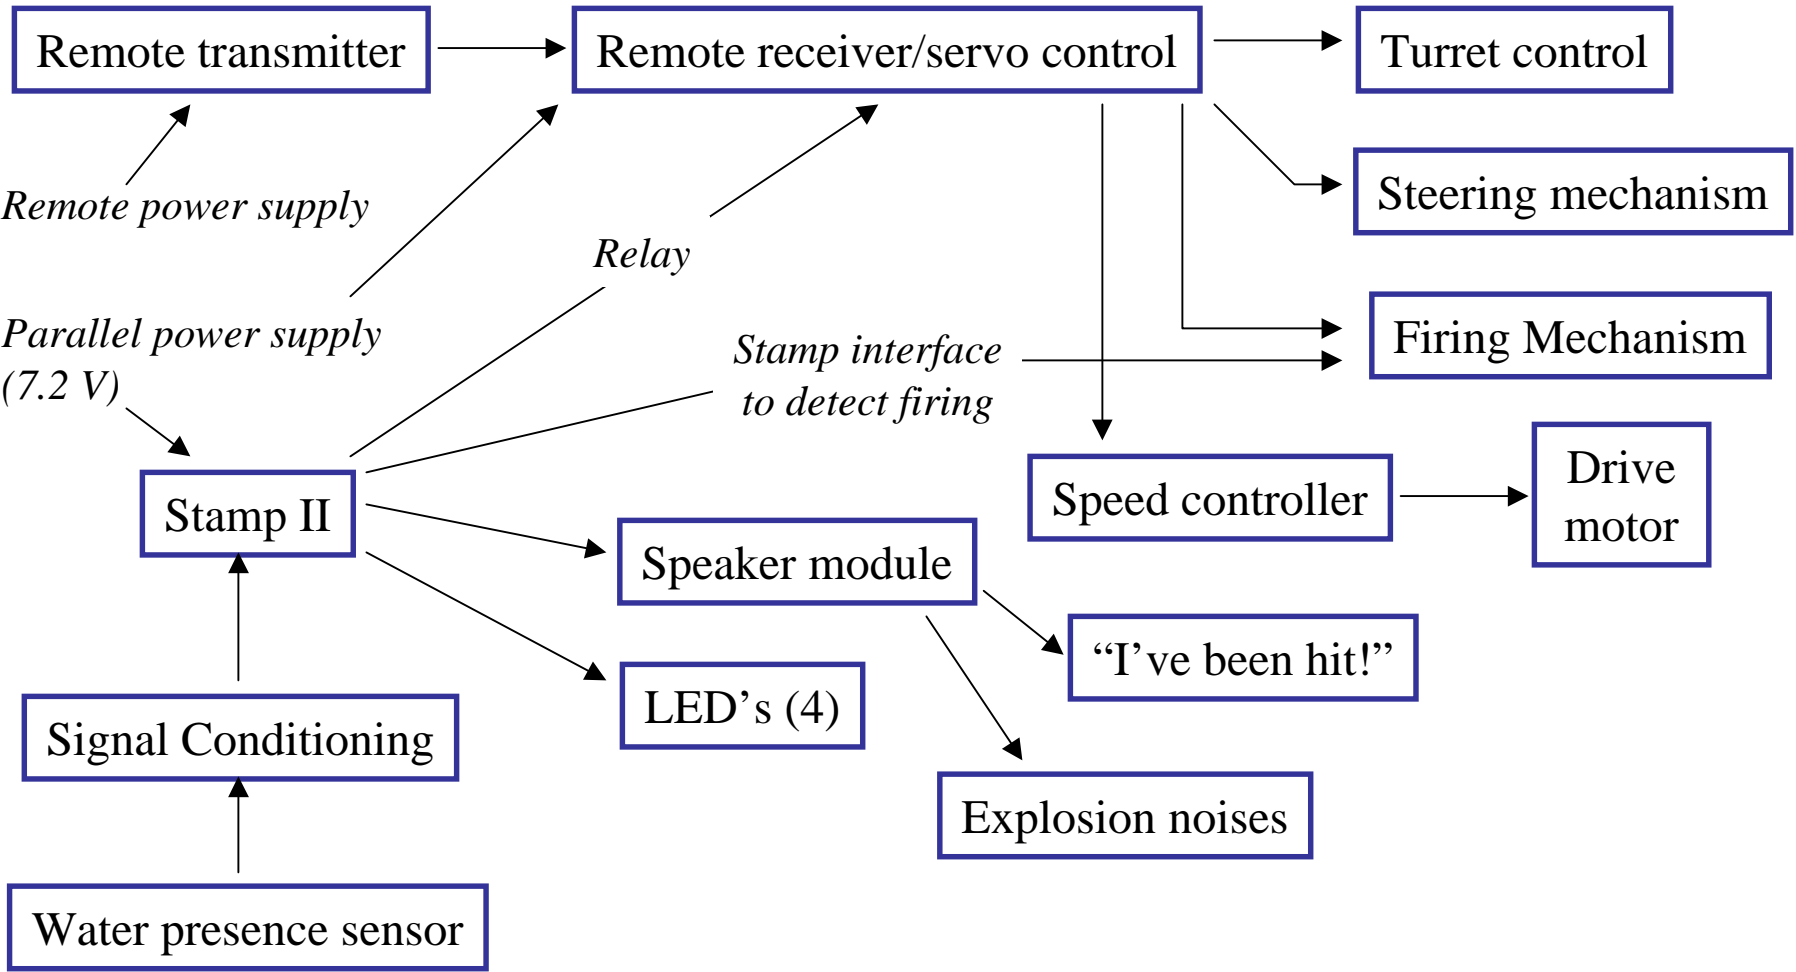 Remote transmitter
Remote receiver/servo control
Turret control
Remote power supply
Steering mechanism
Relay
Parallel power supply
(7.2 V)
Stamp interface
to detect firing
Firing Mechanism
Stamp II
Speed controller
Drive
motor
Speaker module
“I’ve been hit!”
LED’s (4)
Signal Conditioning
Explosion noises
Water presence sensor